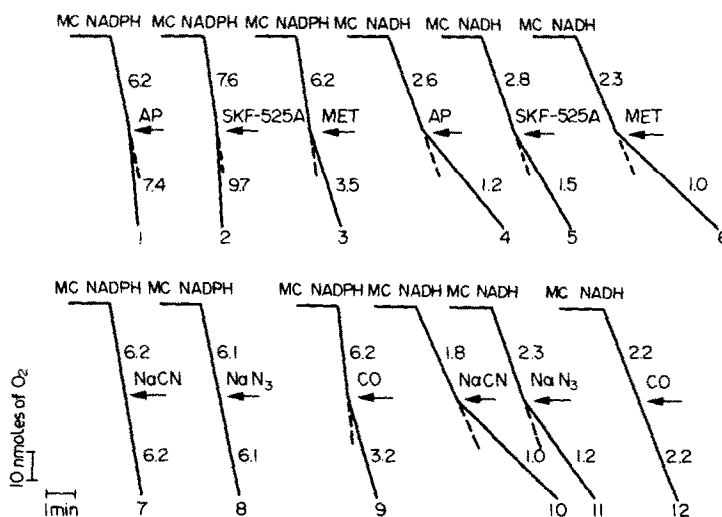 MC NADPH MC NADPH MC NADPH MC NADH MC NADH MC NADH
6.2 7.6 6.2 2.6 2.8 2.3
AP SKF-525A MET AP SKF-525A MET
7.4 9.7 3.5 1.2 1.5 1.0
1 2 3 4 5 6
MC NADPH MC NADPH MC NADPH MC NADH MC NADH MC NADH
6.2 6.1 6.2 1.8 2.3 2.2
NaCN NaN3 CO NaCN NaN3 CO
6.2 6.1 3.2 1.0 1.2 2.2
10 nmoles of O2
1min
7 8 9 10 11 12